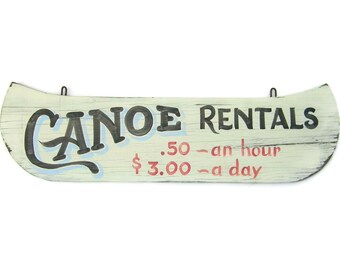 CANOE RENTALS
.50 - an hour
$3.00 - a day